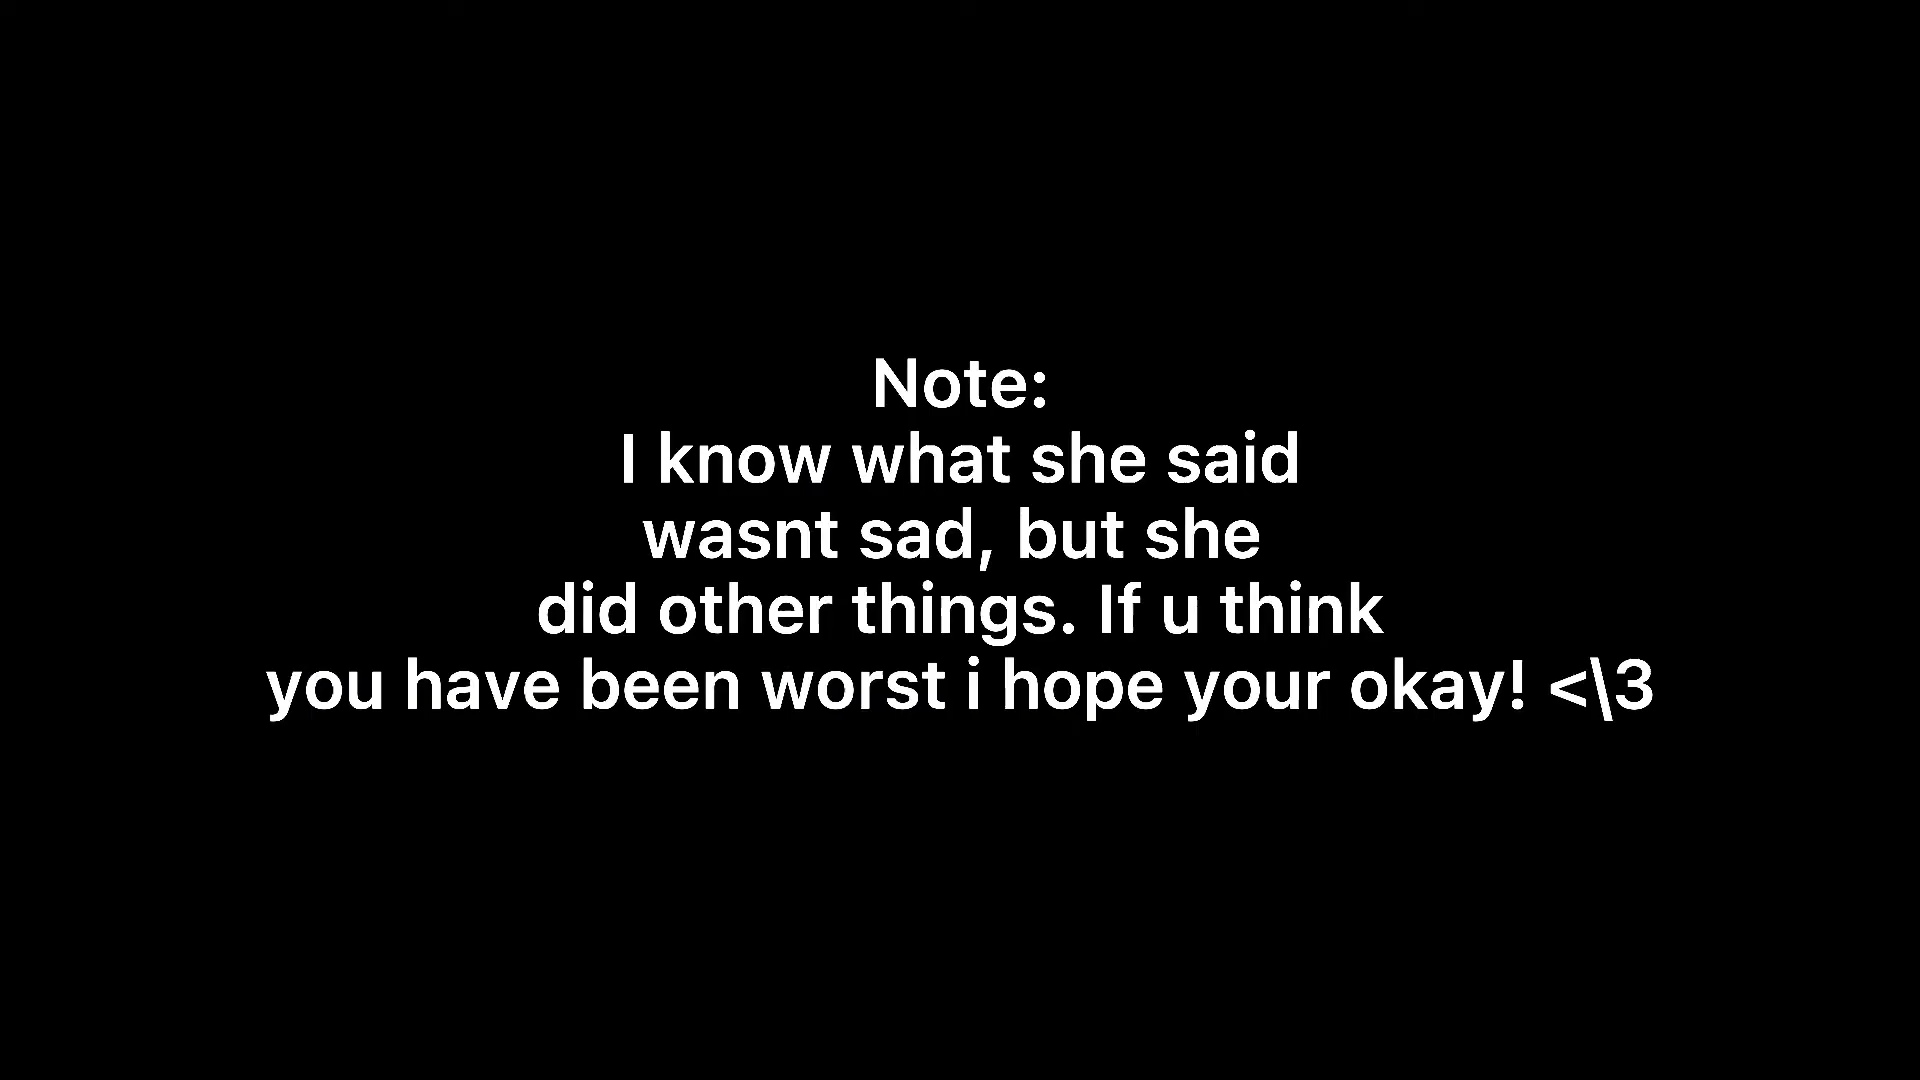 Note:
I know what she said
wasnt sad, but she
did other things. If u think
you have been worst i hope your okay! <\3